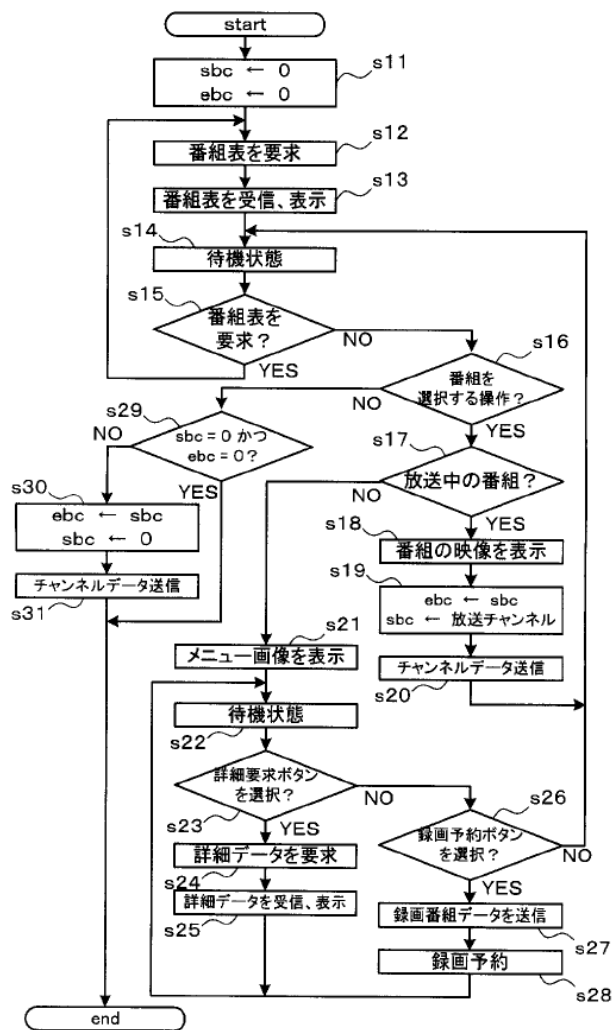 start
s11
sbc ← 0
ebc ← 0
s12
番組表を要求
s13
番組表を受信、表示
s14
待機状態
s15
番組表を
要求？
NO
YES
s16
番組を
選択する操作？
NO
YES
s29
sbc＝0 かつ
ebc＝0？
NO
YES
s17
放送中の番組？
NO
YES
s30
ebc ← sbc
sbc ← 0
s18
番組の映像を表示
s19
ebc ← sbc
sbc ← 放送チャンネル
チャンネルデータ送信
s31
s21
メニュー画像を表示
チャンネルデータ送信
s20
待機状態
s22
詳細要求ボタン
を選択？
s23
NO
YES
s26
録画予約ボタン
を選択？
NO
YES
詳細データを要求
s24
詳細データを受信、表示
s25
録画番組データを送信
s27
録画予約
s28
end